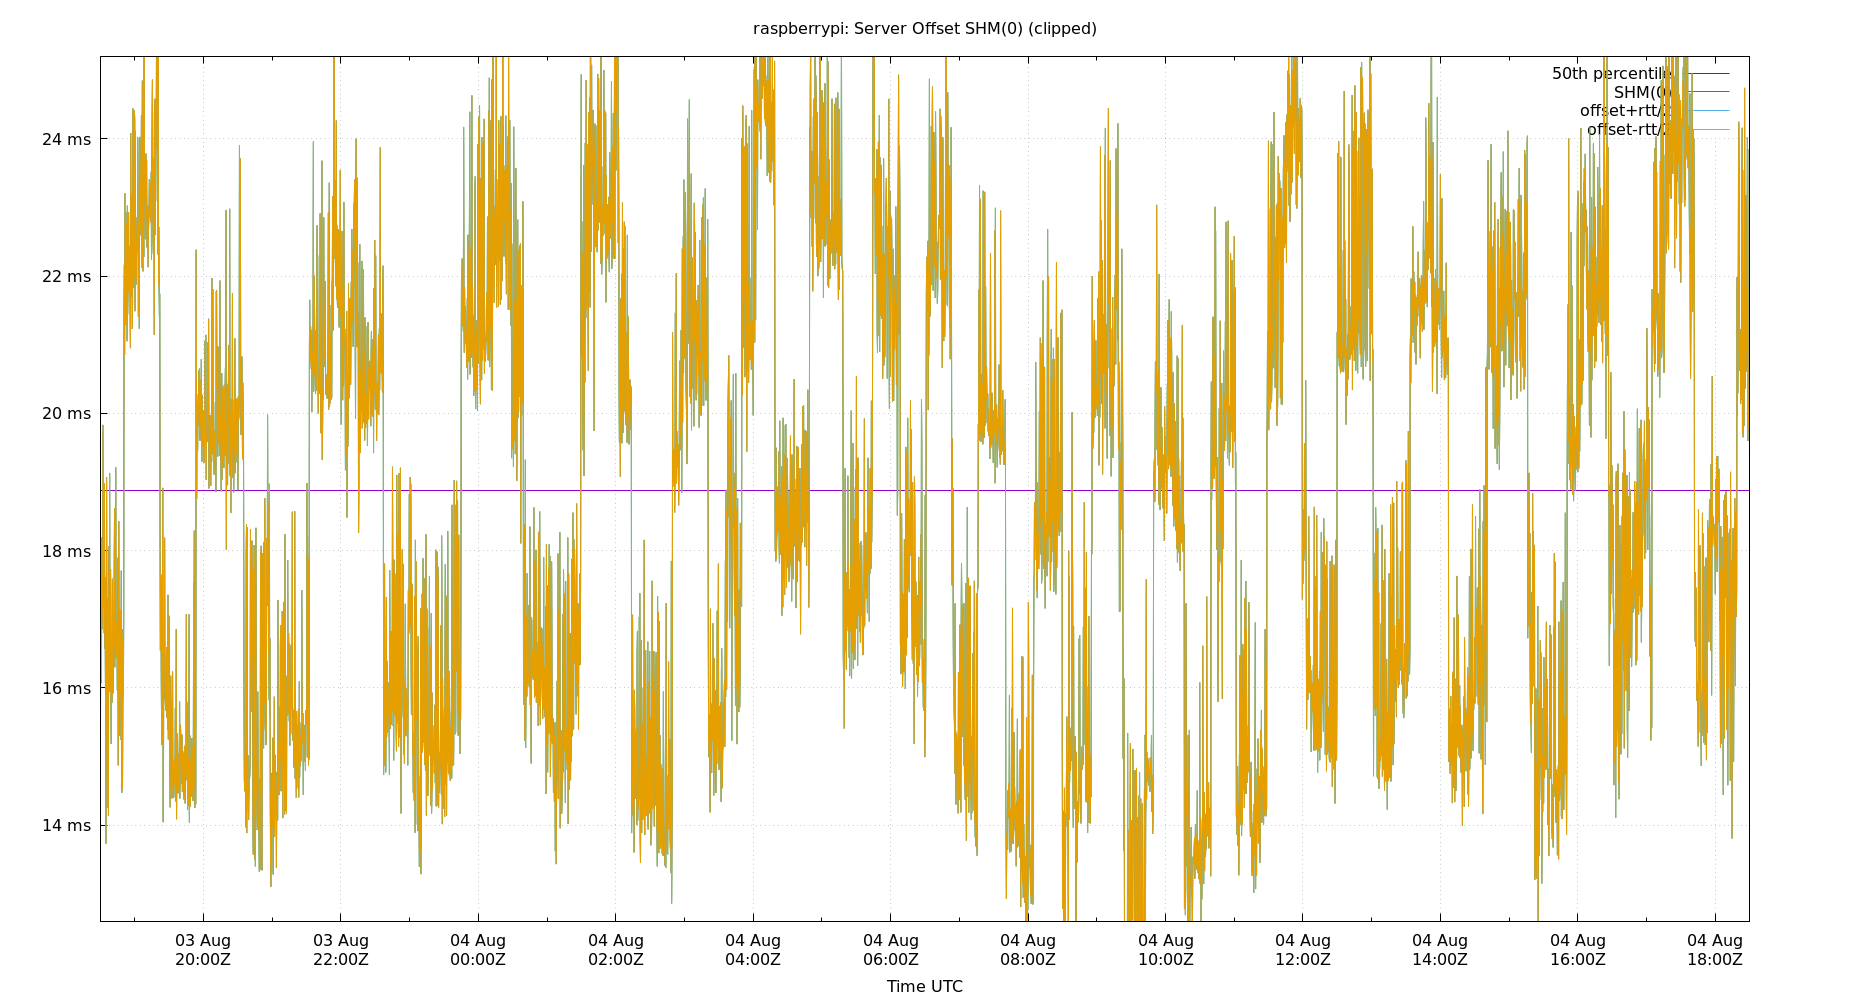 raspberrypi: Server Offset SHM(0) (clipped)
50th percentile
SHM(0)
offset+rtt/2
offset-rtt/2
24 ms
22 ms
20 ms
18 ms
16 ms
14 ms
03 Aug 03 Aug 04 Aug 04 Aug 04 Aug 04 Aug 04 Aug 04 Aug 04 Aug 04 Aug 04 Aug 04 Aug
20:00Z 22:00Z 00:00Z 02:00Z 04:00Z 06:00Z 08:00Z 10:00Z 12:00Z 14:00Z 16:00Z 18:00Z
Time UTC